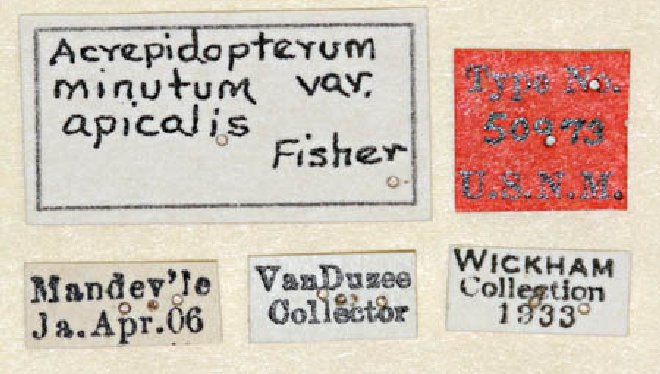 Acrepidopterum
minutum var.
apicalis
Fisher
Type No.
50973
U.S.N.M.
Mandev'le
Ja. Apr. 06
VanDuzee
Collector
WICKHAM
Collection
1933